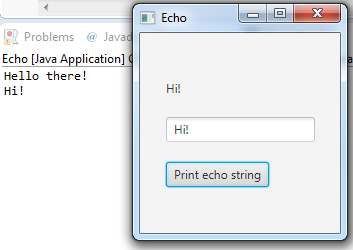 Problems @ Javad
Echo [Java Application] C
Hello there!
Hi!
Echo
Hi!
Hi!
Print echo string